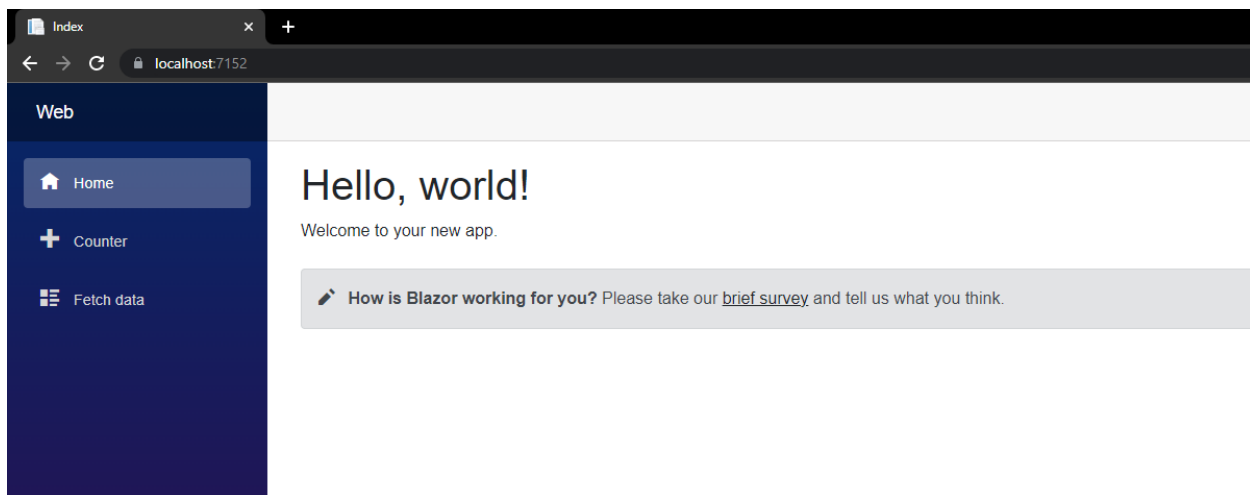 Index
localhost:7152
Web
Home
Counter
Fetch data
Hello, world!
Welcome to your new app.
How is Blazor working for you? Please take our brief survey and tell us what you think.